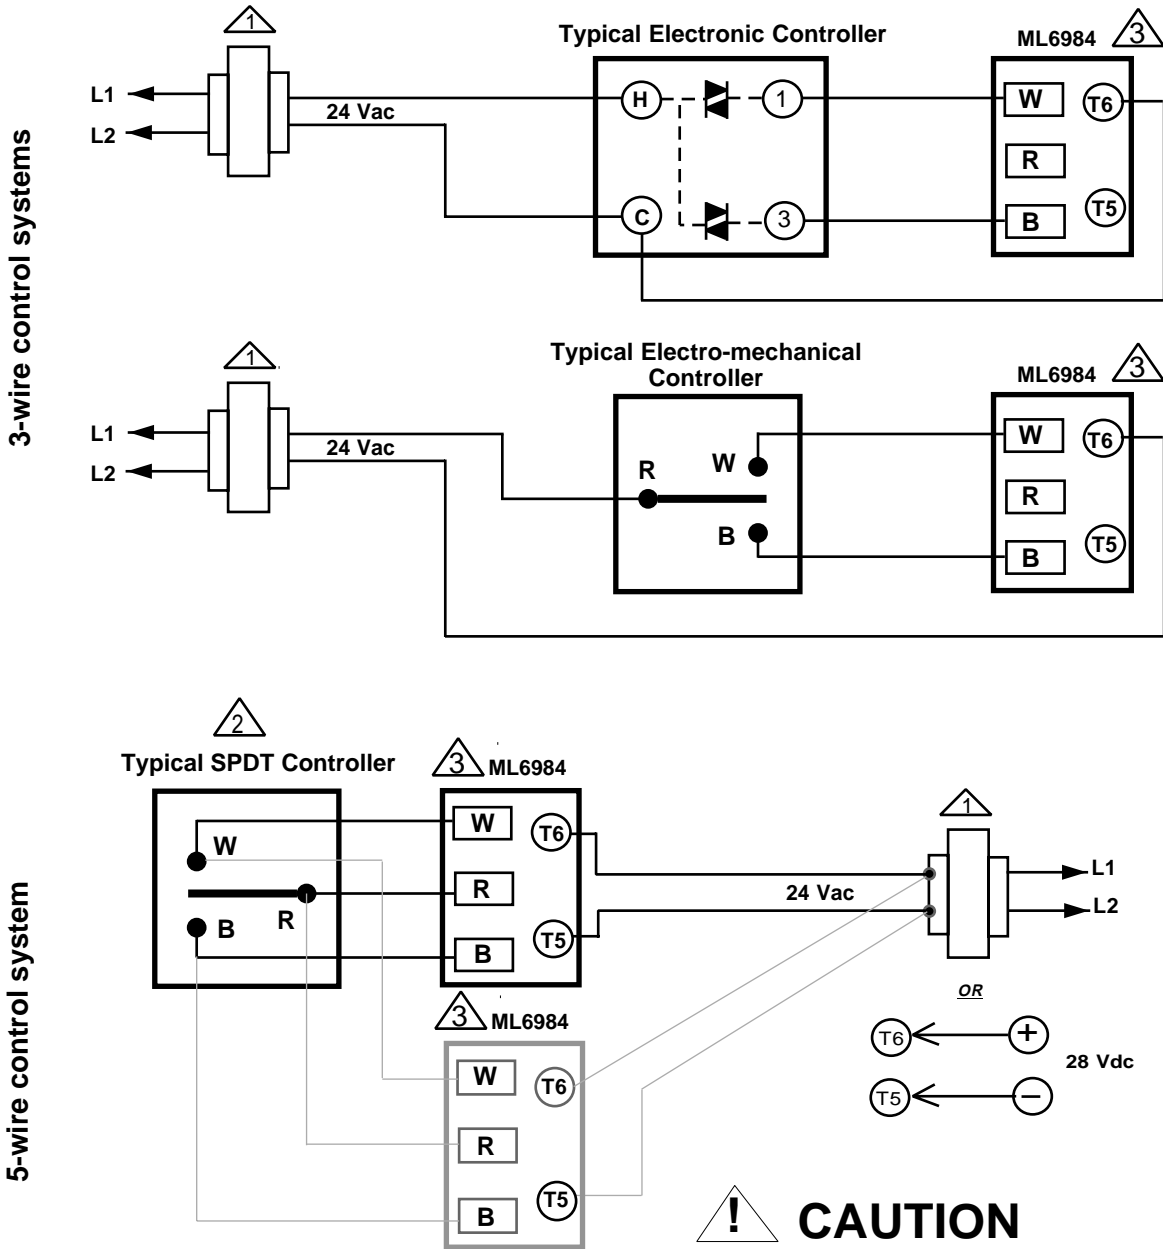 3-wire control systems
1
Typical Electronic Controller
ML6984
3
L1
L2
24 Vac
H
1
C
3
W
R
B
T6
T5
1
Typical Electro-mechanical
Controller
ML6984
3
L1
L2
24 Vac
R
W
B
W
R
B
T6
T5
5-wire control system
2
Typical SPDT Controller
3
ML6984
W
B
R
W
R
B
T6
T5
24 Vac
1
L1
L2
OR
T6
+
T5
−
28 Vdc
3
ML6984
W
R
B
T6
T5
! CAUTION